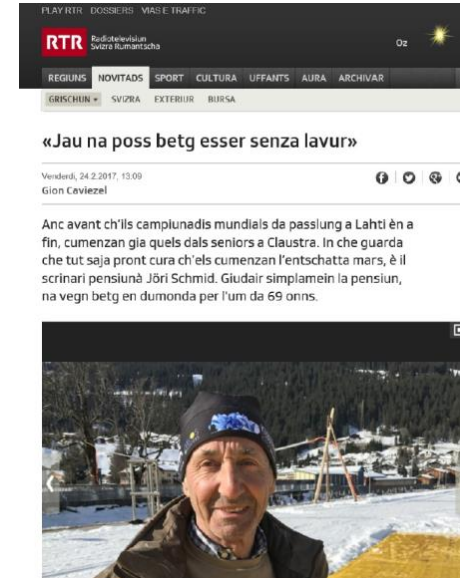 PLAY RTR DOSSIERS VIAS E TRAFFIC
RTR Radiotelevisiun
Svizra Rumantscha
Oz
REGIUNS NOVITADS SPORT CULTURA UFFANTS AURA ARCHIVAR
GRISCHUN SVIZRA EXTERIUR BURSA
«Jau na poss betg esser senza lavur»
Venderdi, 24.2.2017, 13:09
Gion Caviezel
Anc avant ch'ils campiunadis mundials da passlung a Lahti èn a
fin, cumenzan gia quels dals seniors a Claustra. In che guarda
che tut saja pront cura ch'els cumenzan l'entschatta mars, è il
scrinari pensiunà Jöri Schmid. Giudair simplamein la pensiun,
na vegn betg en dumonda per l'um da 69 onns.